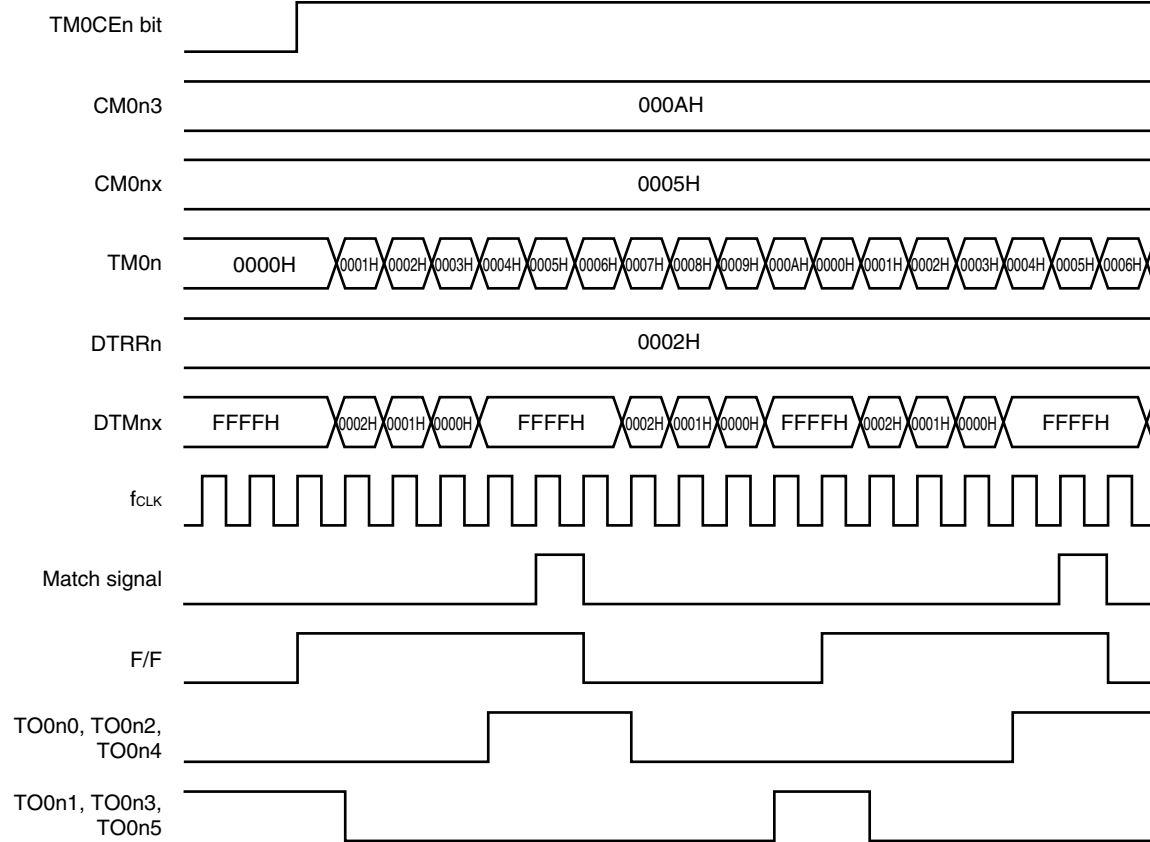 TM0CEn bit
CM0n3 000AH
CM0nx 0005H
TM0n 0000H 0001H 0002H 0003H 0004H 0005H 0006H 0007H 0008H 0009H 000AH 0000H 0001H 0002H 0003H 0004H 0005H 0006H
DTRRn 0002H
DTMnx FFFFH 0002H 0001H 0000H FFFFH 0002H 0001H 0000H FFFFH 0002H 0001H 0000H FFFFH
fCLK
Match signal
F/F
TO0n0, TO0n2,
TO0n4
TO0n1, TO0n3,
TO0n5